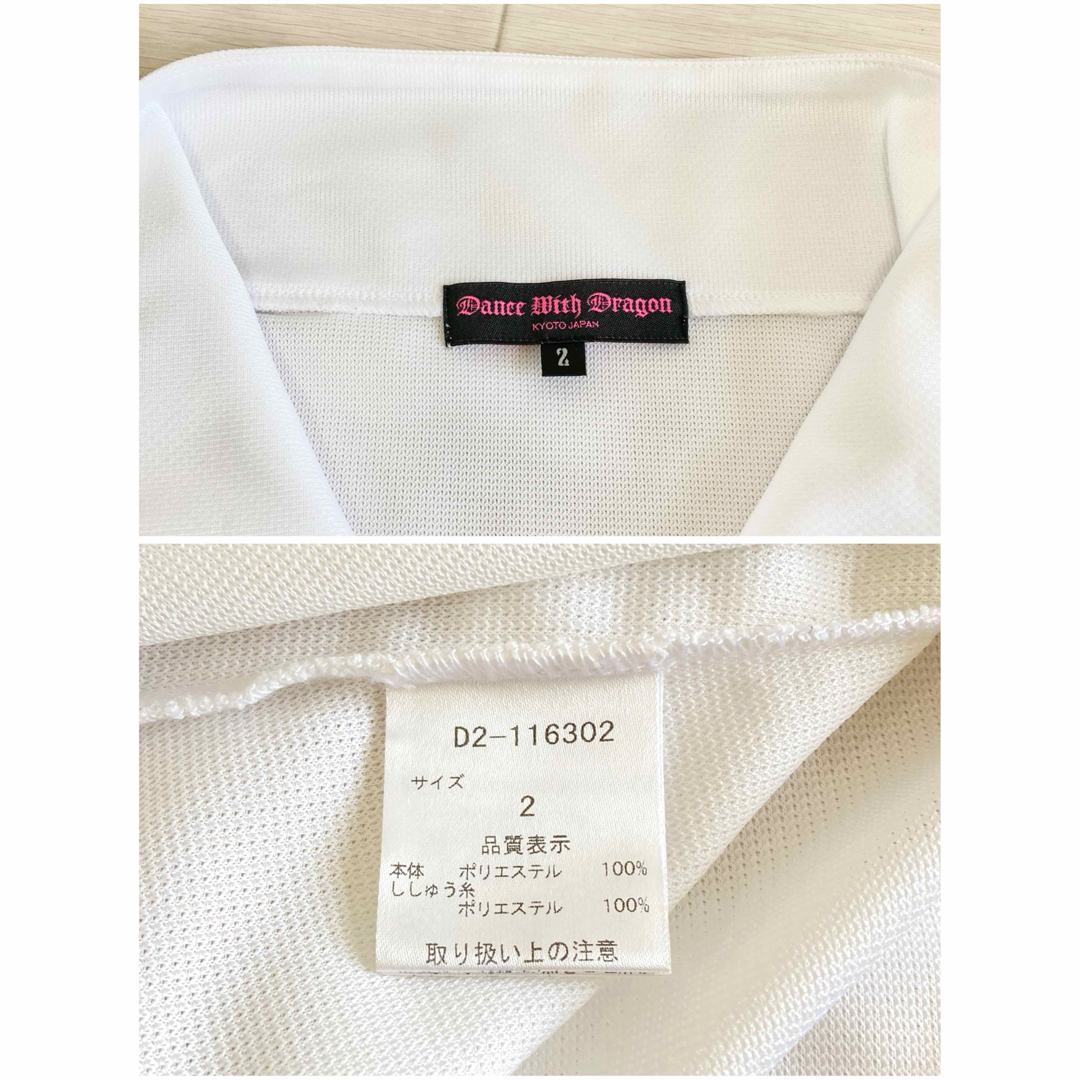 Dance With Dragon
KYOTO JAPAN
2
D2-116302
サイズ
2
品質表示
本体 ポリエステル 100%
ししゅう糸
ポリエステル 100%
取り扱い上の注意